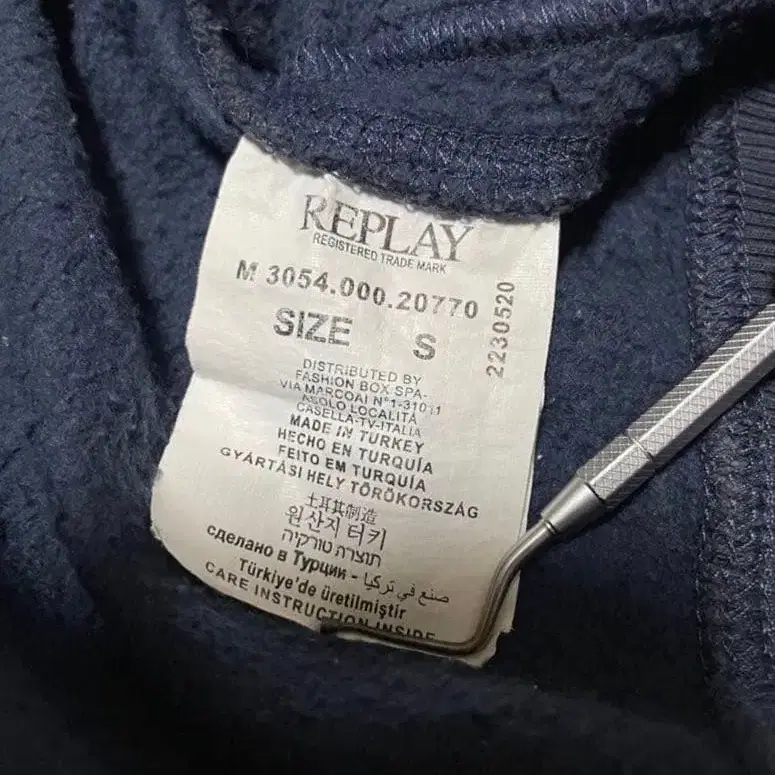 REPLAY
REGISTERED TRADE MARK
M 3054.000.20770
2230520
SIZE S
DISTRIBUTED BY
FASHION BOX SPA-
VIA MARCOAI N°1-31011
ASOLO LOCALITÀ
CASELLA-TV-ITALIA
MADE IN TURKEY
HECHO EN TURQUÍA
FEITO EM TURQUIA
GYÁRTÁSI HELY TÖRÖKORSZÁG
土耳其制造
원산지 터키
תוצרת טורקיה
сделано в Турции - صنع في تركيا
Türkiye'de üretilmiştir
CARE INSTRUCTION INSIDE